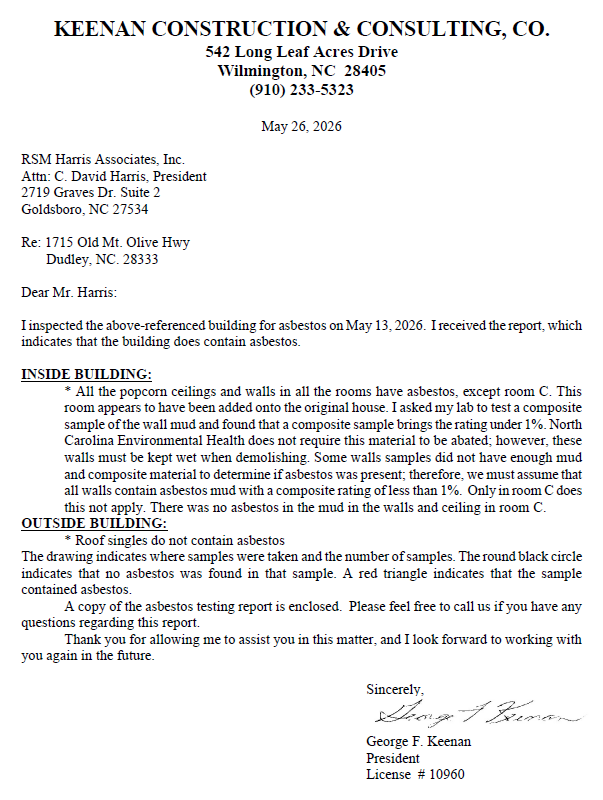 KEENAN CONSTRUCTION & CONSULTING, CO.
542 Long Leaf Acres Drive
Wilmington, NC 28405
(910) 233-5323
May 26, 2026
RSM Harris Associates, Inc.
Attn: C. David Harris, President
2719 Graves Dr. Suite 2
Goldsboro, NC 27534
Re: 1715 Old Mt. Olive Hwy
Dudley, NC. 28333
Dear Mr. Harris:
I inspected the above-referenced building for asbestos on May 13, 2026. I received the report, which
indicates that the building does contain asbestos.
INSIDE BUILDING:
* All the popcorn ceilings and walls in all the rooms have asbestos, except room C. This
room appears to have been added onto the original house. I asked my lab to test a composite
sample of the wall mud and found that a composite sample brings the rating under 1%. North
Carolina Environmental Health does not require this material to be abated; however, these
walls must be kept wet when demolishing. Some walls samples did not have enough mud
and composite material to determine if asbestos was present; therefore, we must assume that
all walls contain asbestos mud with a composite rating of less than 1%. Only in room C does
this not apply. There was no asbestos in the mud in the walls and ceiling in room C.
OUTSIDE BUILDING:
* Roof singles do not contain asbestos
The drawing indicates where samples were taken and the number of samples. The round black circle
indicates that no asbestos was found in that sample. A red triangle indicates that the sample
contained asbestos.
A copy of the asbestos testing report is enclosed. Please feel free to call us if you have any
questions regarding this report.
Thank you for allowing me to assist you in this matter, and I look forward to working with
you again in the future.
Sincerely,
George F Keenan
George F. Keenan
President
License # 10960